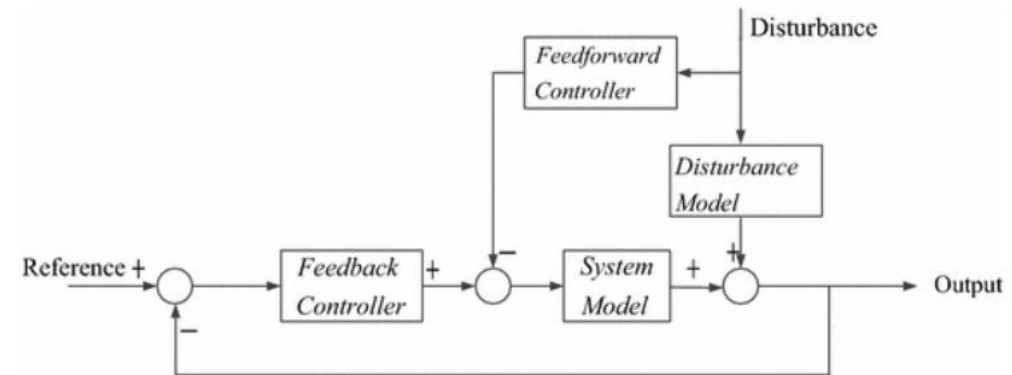 Disturbance
Feedforward
Controller
Disturbance
Model
Reference +
Feedback
Controller
+
−
System
Model
+
+
Output
−